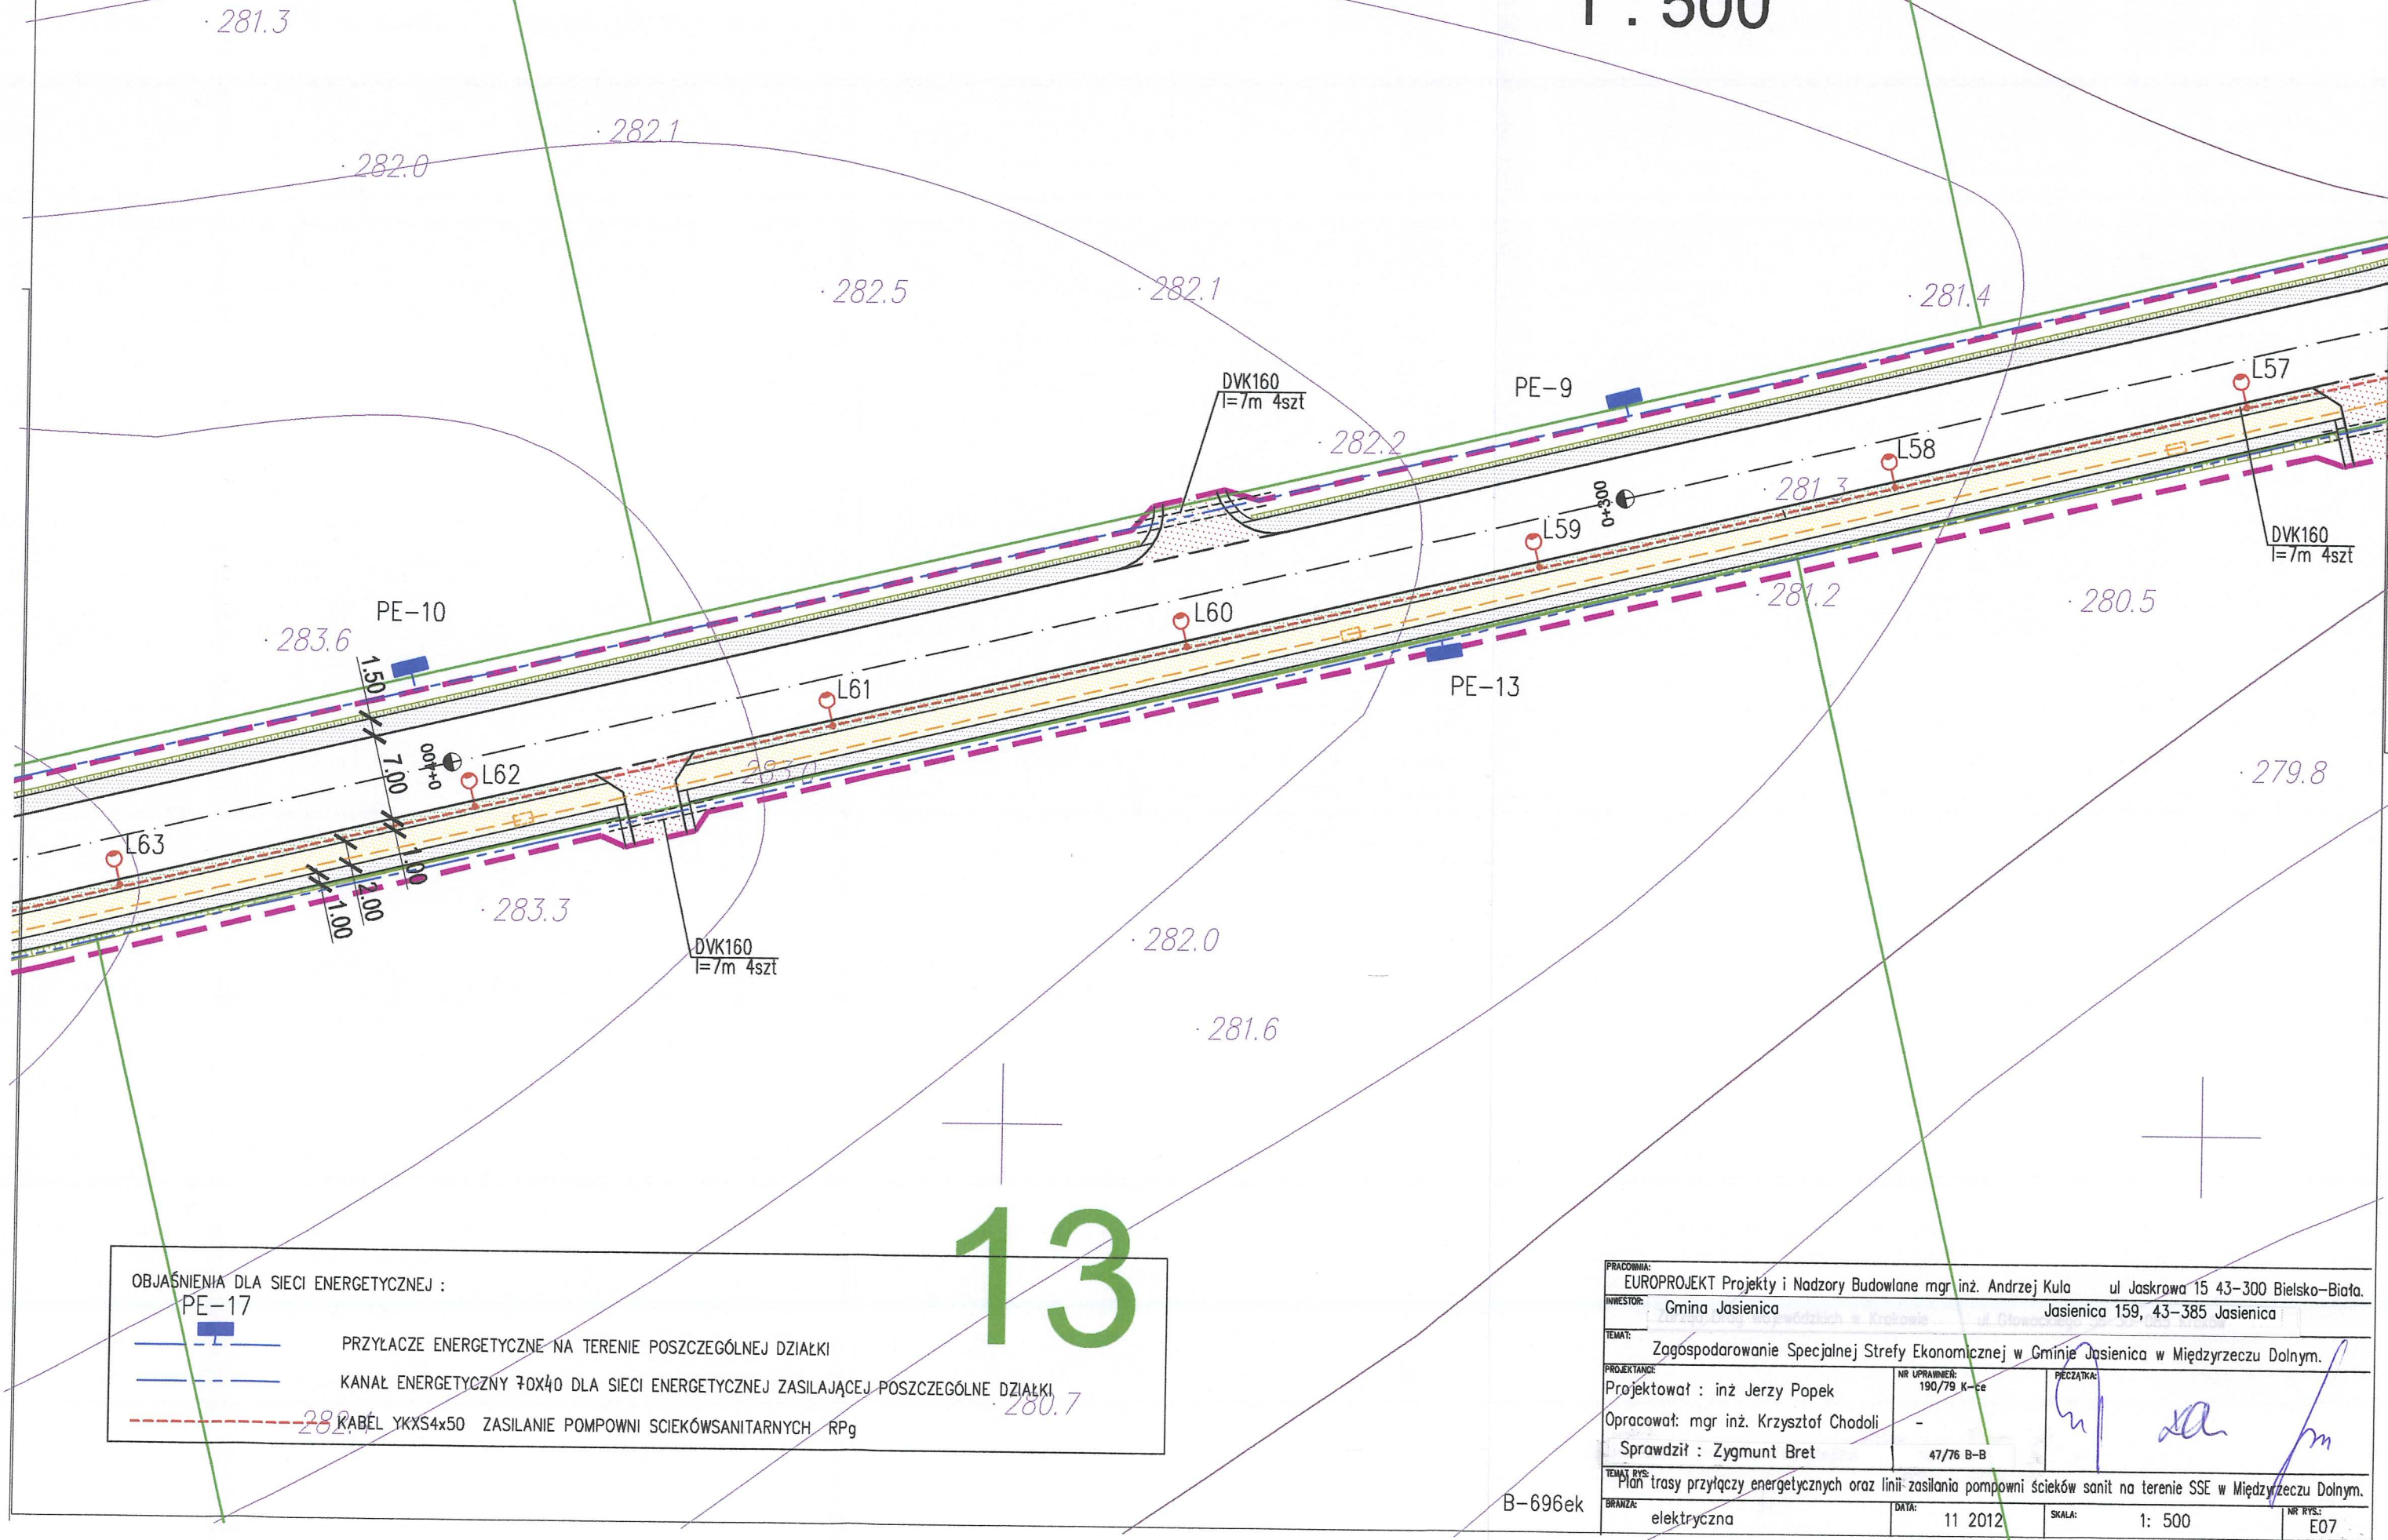 1 : 500
281.3
282.1
282.0
282.5
282.1
281.4
DVK160
l=7m 4szt
PE-9
L57
282.2
L58
281.3
0+300
L59
DVK160
l=7m 4szt
281.2
280.5
PE-10
L60
283.6
1.50
L61
PE-13
7.00
0+400
L62
283.0
279.8
L63
1.00
2.00
1.00
283.3
DVK160
l=7m 4szt
282.0
281.6
13
OBJAŚNIENIA DLA SIECI ENERGETYCZNEJ :
PE-17
PRZYŁACZE ENERGETYCZNE NA TERENIE POSZCZEGÓLNEJ DZIAŁKI
KANAŁ ENERGETYCZNY 70X40 DLA SIECI ENERGETYCZNEJ ZASILAJĄCEJ POSZCZEGÓLNE DZIAŁKI
280.7
KABEL YKXS4x50 ZASILANIE POMPOWNI SCIEKÓWSANITARNYCH RPg
PRACOWNIA:
EUROPROJEKT Projekty i Nadzory Budowlane mgr inż. Andrzej Kula ul Jaskrowa 15 43-300 Bielsko-Biała.
INWESTOR: Gmina Jasienica Jasienica 159, 43-385 Jasienica
TEMAT:
Zagospodarowanie Specjalnej Strefy Ekonomicznej w Gminie Jasienica w Międzyrzeczu Dolnym.
PROJEKTANCI: NR UPRAWNIEŃ: PIECZĄTKA:
Projektował : inż Jerzy Popek 190/79 K-ce
Opracował: mgr inż. Krzysztof Chodoli -
Sprawdził : Zygmunt Bret 47/76 B-B
TEMAT RYS:
Plan trasy przyłączy energetycznych oraz linii zasilania pompowni ścieków sanit na terenie SSE w Międzyrzeczu Dolnym.
B-696ek
BRANŻA: DATA: SKALA: NR RYS.:
elektryczna 11 2012 1: 500 E07